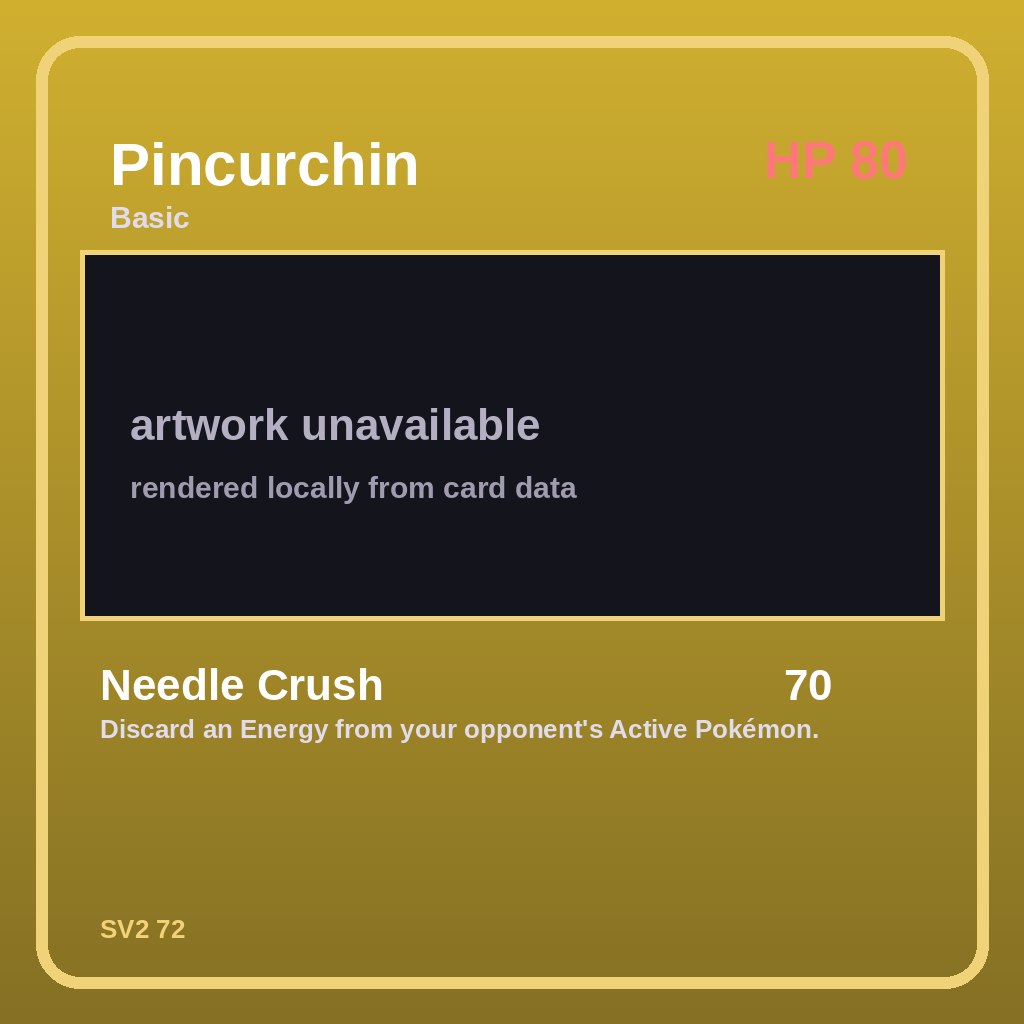 Pincurchin
HP 80
Basic
artwork unavailable
rendered locally from card data
Needle Crush
70
Discard an Energy from your opponent's Active Pokémon.
SV2 72